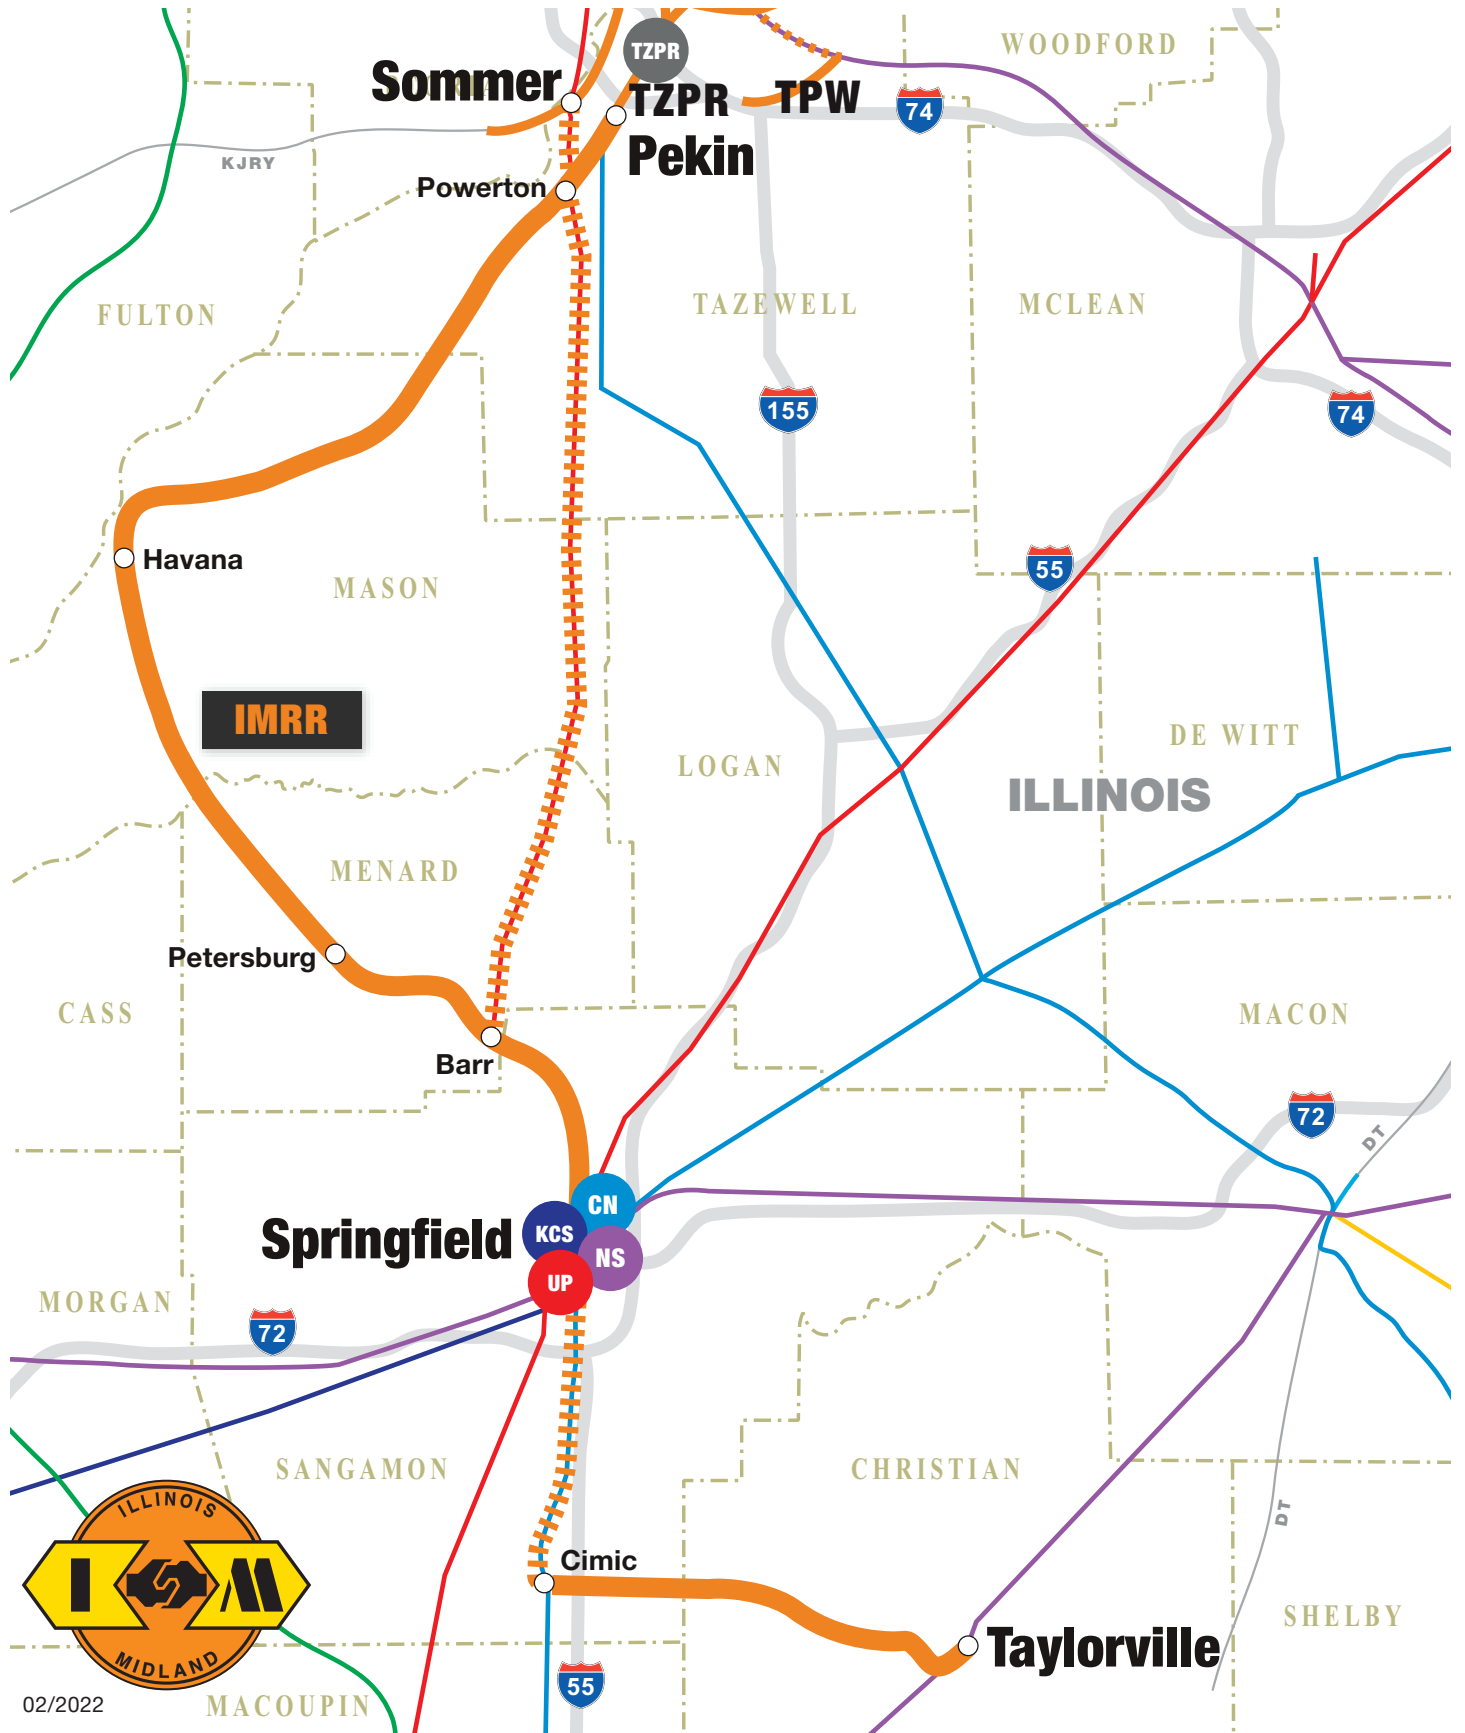 TZPR
WOODFORD
Sommer
TZPR
TPW
74
Pekin
KJRY
Powerton
FULTON
TAZEWELL
MCLEAN
155
74
Havana
55
MASON
IMRR
LOGAN
DE WITT
ILLINOIS
MENARD
Petersburg
CASS
MACON
Barr
72
DT
CN
KCS
Springfield
NS
UP
MORGAN
72
SANGAMON
CHRISTIAN
DT
ILLINOIS
I M
MIDLAND
Cimic
SHELBY
Taylorville
55
02/2022
MACOUPIN